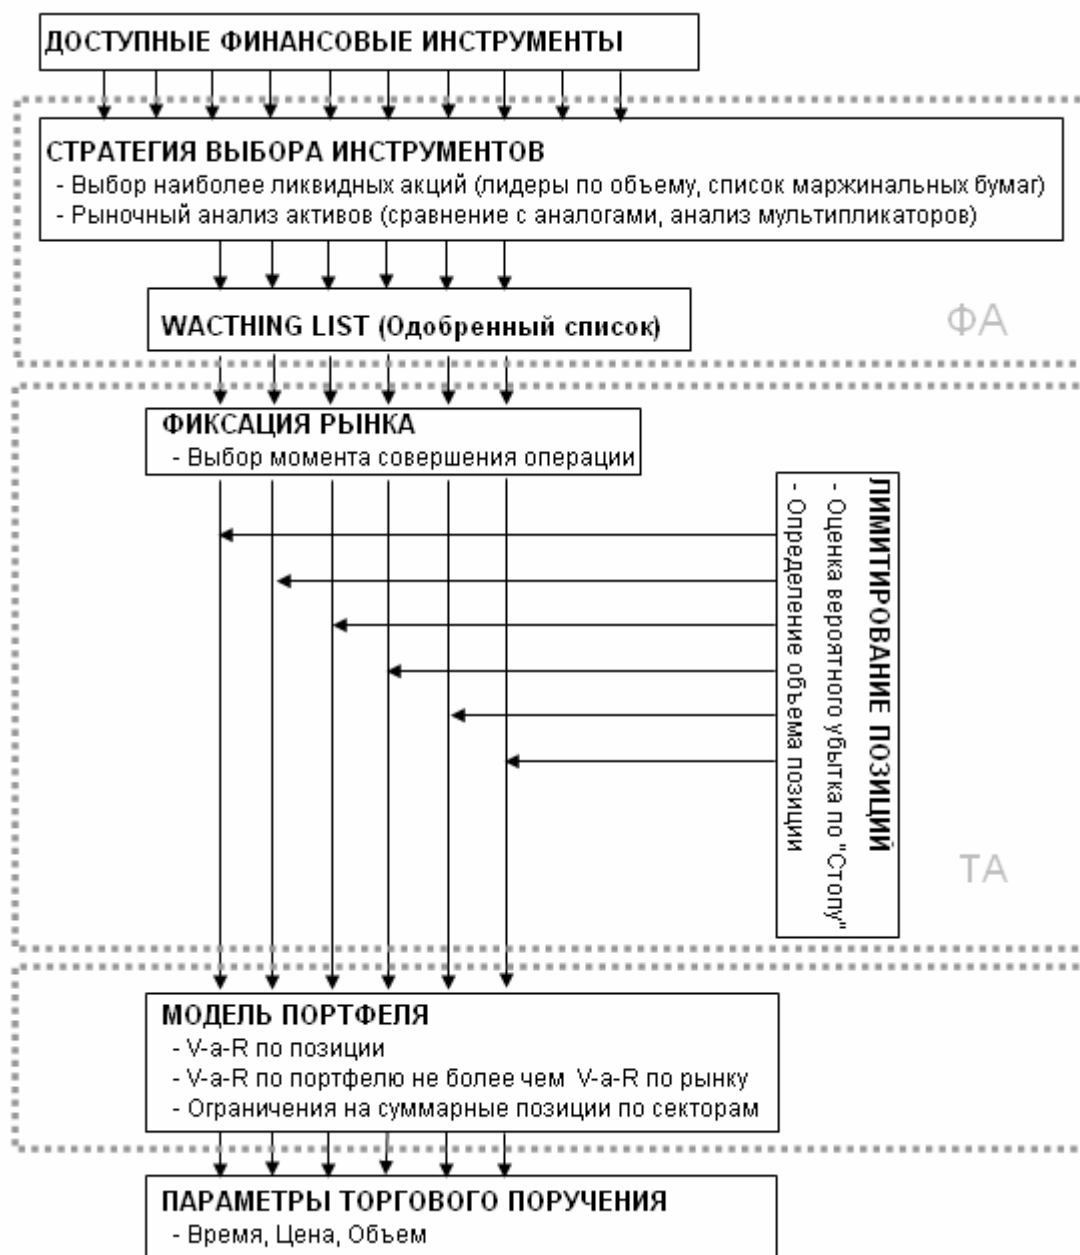 ДОСТУПНЫЕ ФИНАНСОВЫЕ ИНСТРУМЕНТЫ
СТРАТЕГИЯ ВЫБОРА ИНСТРУМЕНТОВ
- Выбор наиболее ликвидных акций (лидеры по объему, список маржинальных бумаг)
- Рыночный анализ активов (сравнение с аналогами, анализ мультипликаторов)
WACTHING LIST (Одобренный список)
ФА
ФИКСАЦИЯ РЫНКА
- Выбор момента совершения операции
ЛИМИТИРОВАНИЕ ПОЗИЦИЙ
- Оценка вероятного убытка по "Стопу"
- Определение объема позиции
ТА
МОДЕЛЬ ПОРТФЕЛЯ
- V-a-R по позиции
- V-a-R по портфелю не более чем V-a-R по рынку
- Ограничения на суммарные позиции по секторам
ПАРАМЕТРЫ ТОРГОВОГО ПОРУЧЕНИЯ
- Время, Цена, Объем